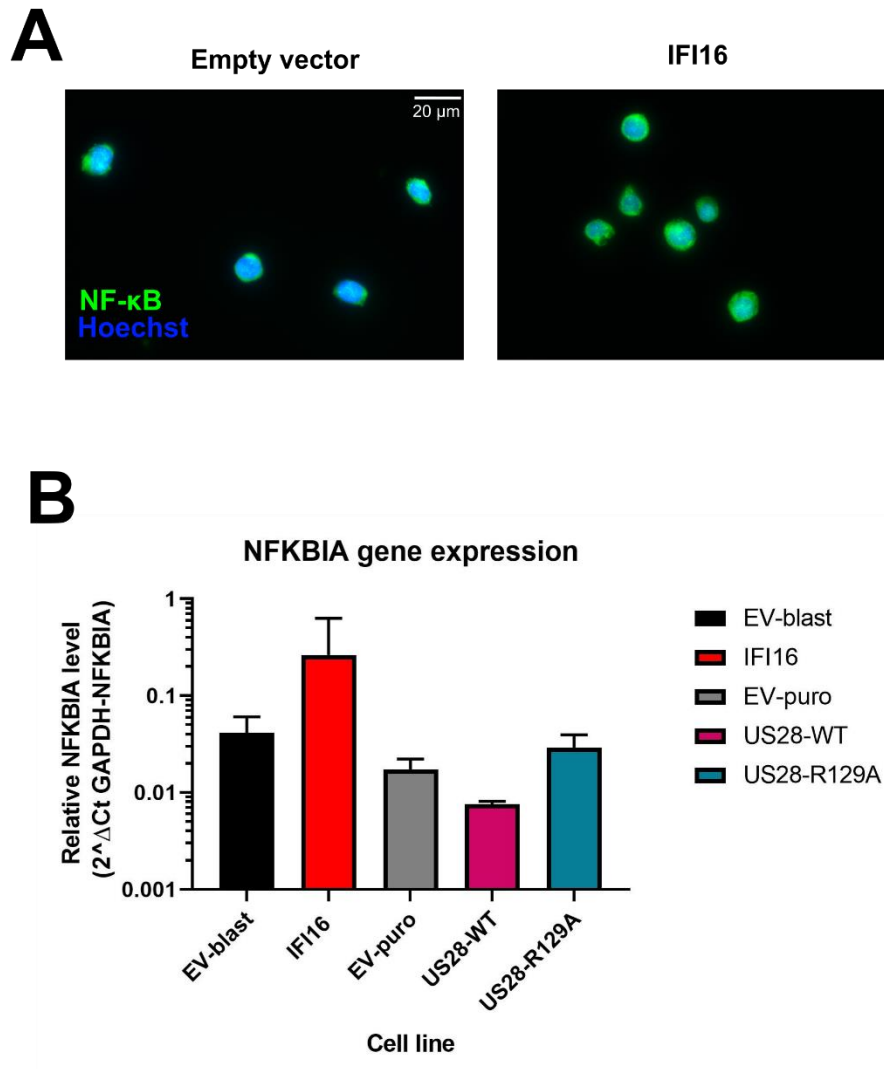 A
Empty vector
IFI16
20 µm
NF-κB
Hoechst
B
NFKBIA gene expression
Relative NFKBIA level
(2^ΔCt GAPDH-NFKBIA)
1
0.1
0.01
0.001
EV-blast
IFI16
EV-puro
US28-WT
US28-R129A
Cell line
EV-blast
IFI16
EV-puro
US28-WT
US28-R129A